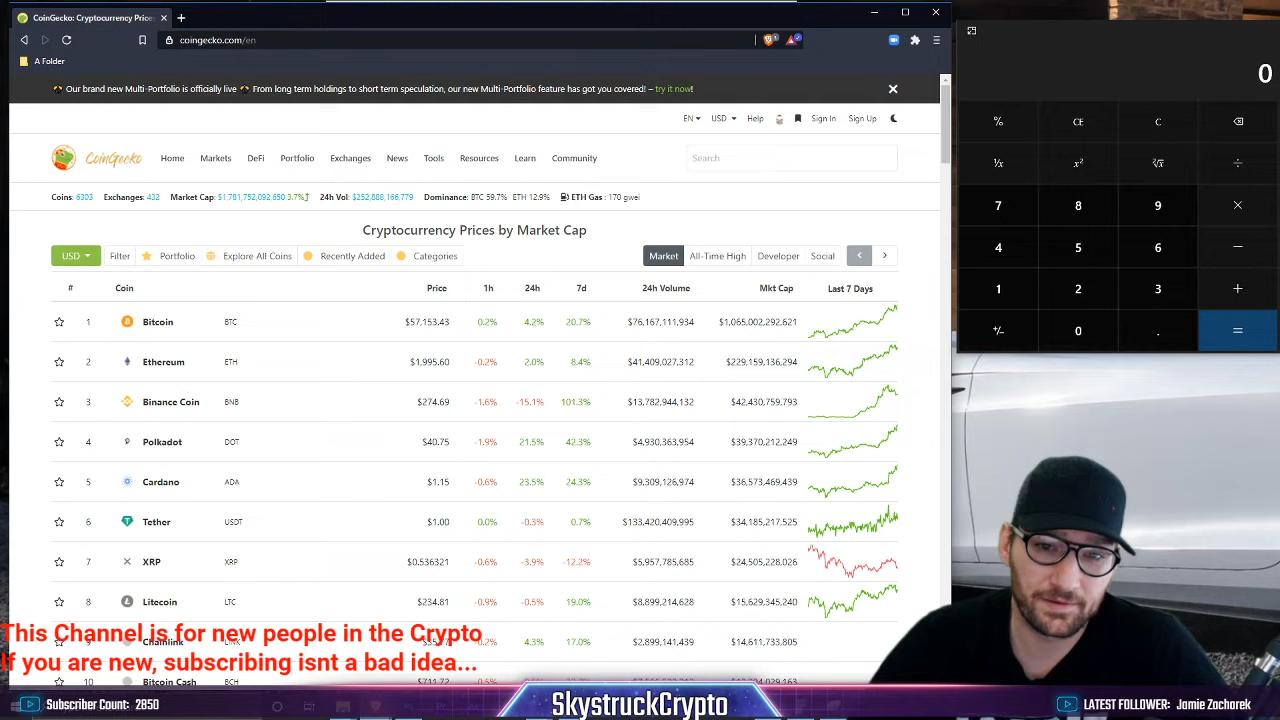 CoinGecko: Cryptocurrency Prices
coingecko.com/en
A Folder
Our brand new Multi-Portfolio is officially live From long term holdings to short term speculation, our new Multi-Portfolio feature has got you covered! – try it now!
EN USD Help Sign In Sign Up
CoinGecko Home Markets DeFi Portfolio Exchanges News Tools Resources Learn Community Search
Coins: 6303 Exchanges: 432 Market Cap: $1,781,752,092,650 3.7% 24h Vol: $252,888,166,779 Dominance: BTC 59.7% ETH 12.9% ETH Gas: 170 gwei
Cryptocurrency Prices by Market Cap
USD Filter Portfolio Explore All Coins Recently Added Categories Market All-Time High Developer Social
# Coin Price 1h 24h 7d 24h Volume Mkt Cap Last 7 Days
1 Bitcoin BTC $57,153.43 0.2% 4.2% 20.7% $76,167,111,934 $1,065,002,292,621
2 Ethereum ETH $1,995.60 -0.2% 2.0% 8.4% $41,409,027,312 $229,159,136,294
3 Binance Coin BNB $274.69 -1.6% -15.1% 101.3% $13,782,944,132 $42,430,759,793
4 Polkadot DOT $40.75 -1.9% 21.5% 42.3% $4,930,363,954 $39,370,212,249
5 Cardano ADA $1.15 -0.6% 23.5% 24.3% $9,309,126,974 $36,573,469,439
6 Tether USDT $1.00 0.0% -0.3% 0.7% $133,420,409,995 $34,185,217,525
7 XRP XRP $0.536321 -0.6% -3.9% -12.2% $5,957,785,685 $24,505,228,026
8 Litecoin LTC $234.81 -0.9% -0.5% 19.0% $8,899,214,628 $15,629,345,240
4.3% 17.0% $2,899,141,439 $14,611,733,805
10 Bitcoin Cash BCH
0
% CE C
¹/x x² ²√x ÷
7 8 9 ×
4 5 6 −
1 2 3 +
+/- 0 . =
This Channel is for new people in the Crypto
If you are new, subscribing isnt a bad idea...
Subscriber Count: 2850
SkystruckCrypto
LATEST FOLLOWER: Jamie Zacharek